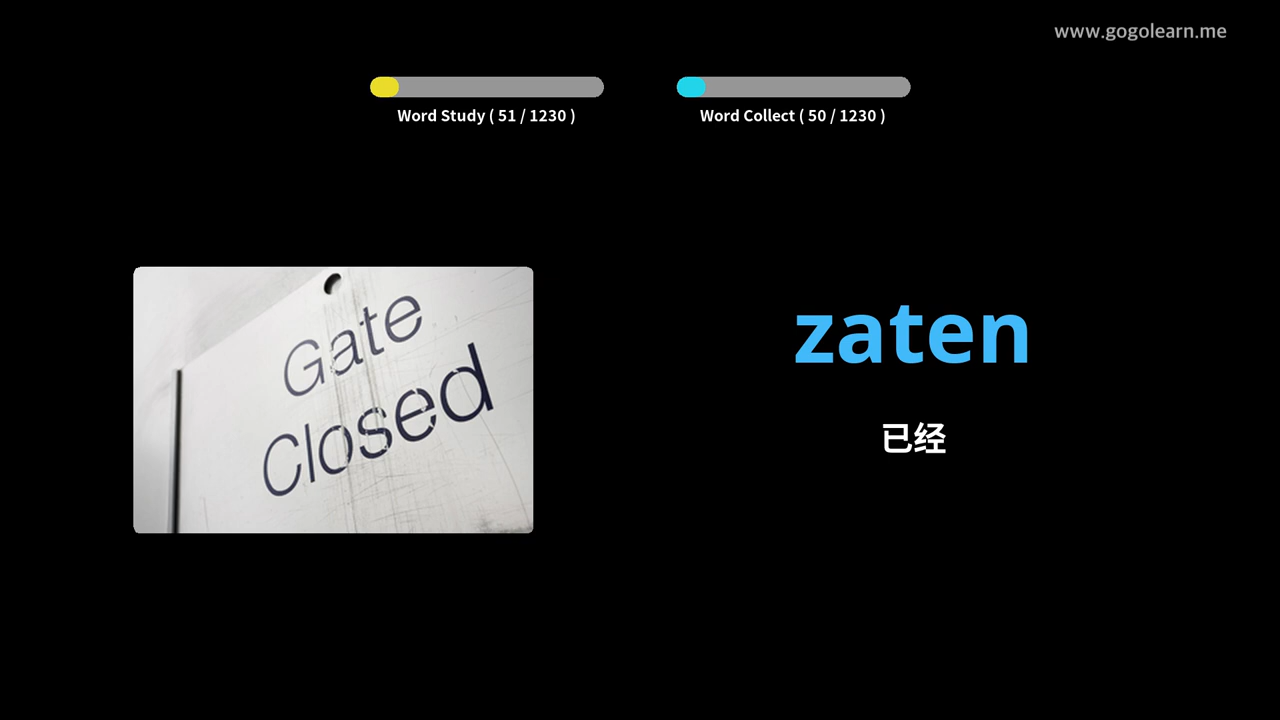 www.gogolearn.me
Word Study ( 51 / 1230 )
Word Collect ( 50 / 1230 )
Gate
Closed
zaten
已经